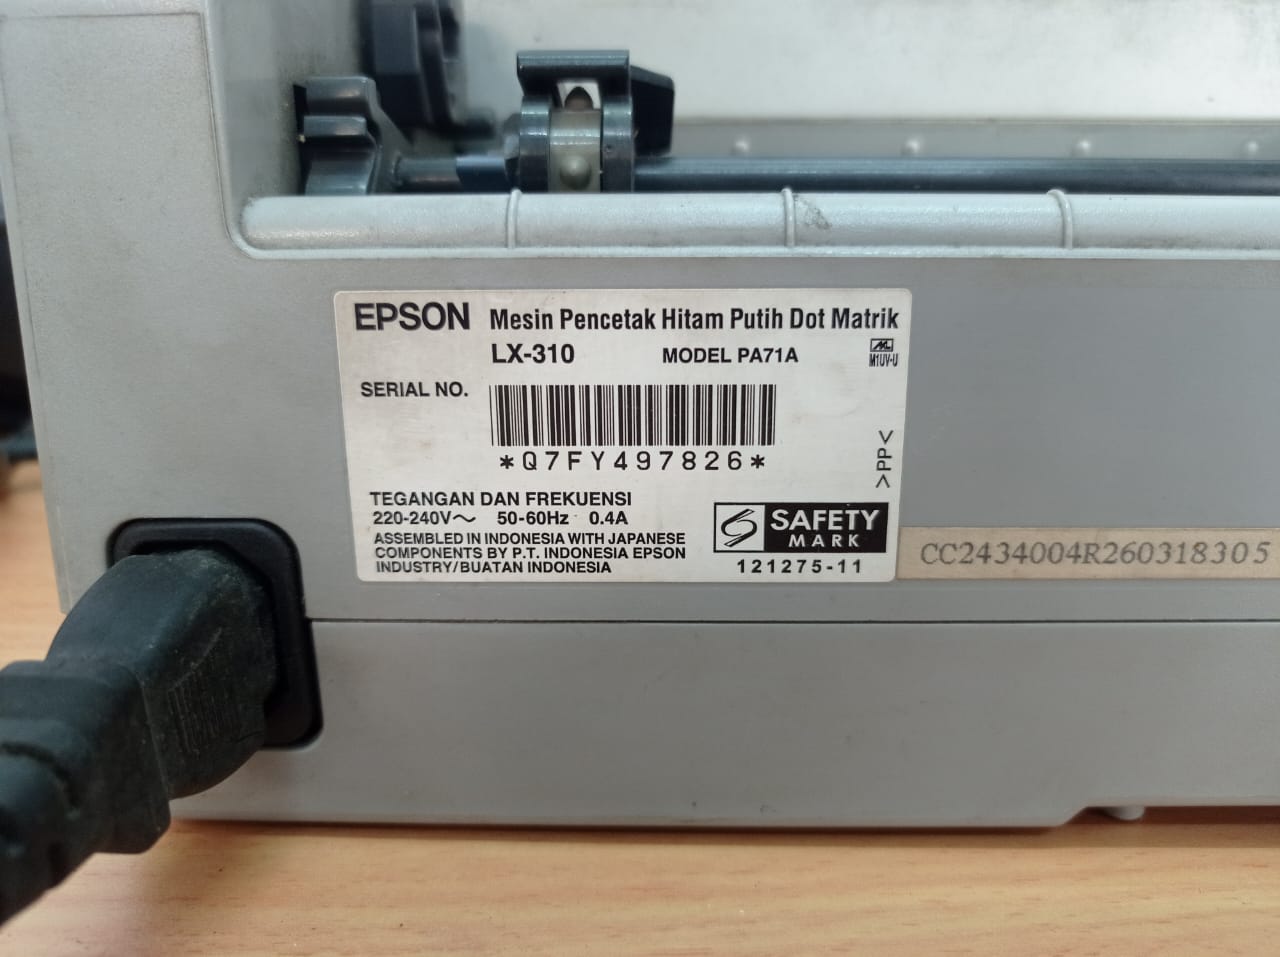 EPSON Mesin Pencetak Hitam Putih Dot Matrik
LX-310 MODEL PA71A
M1UV-U
SERIAL NO.
*Q7FY497826*
>PP<
TEGANGAN DAN FREKUENSI
220-240V～ 50-60Hz 0.4A
ASSEMBLED IN INDONESIA WITH JAPANESE
COMPONENTS BY P.T. INDONESIA EPSON
INDUSTRY/BUATAN INDONESIA
SAFETY
MARK
121275-11
CC2434004R260318305